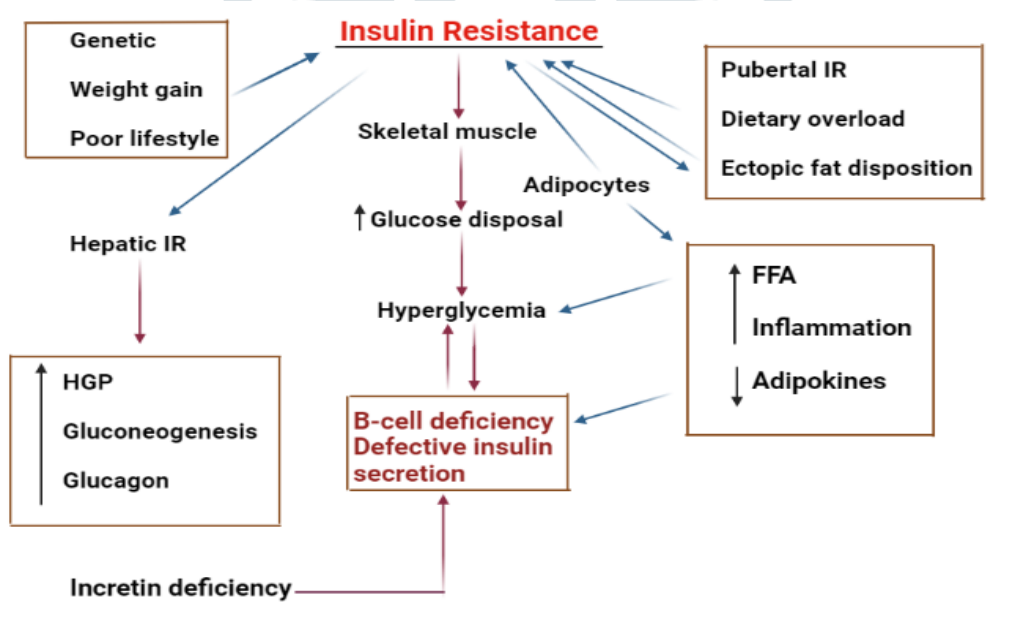 Insulin Resistance
Genetic
Weight gain
Poor lifestyle
Pubertal IR
Dietary overload
Ectopic fat disposition
Skeletal muscle
Adipocytes
Glucose disposal
Hepatic IR
Hyperglycemia
FFA
Inflammation
Adipokines
HGP
Gluconeogenesis
Glucagon
B-cell deficiency
Defective insulin
secretion
Incretin deficiency